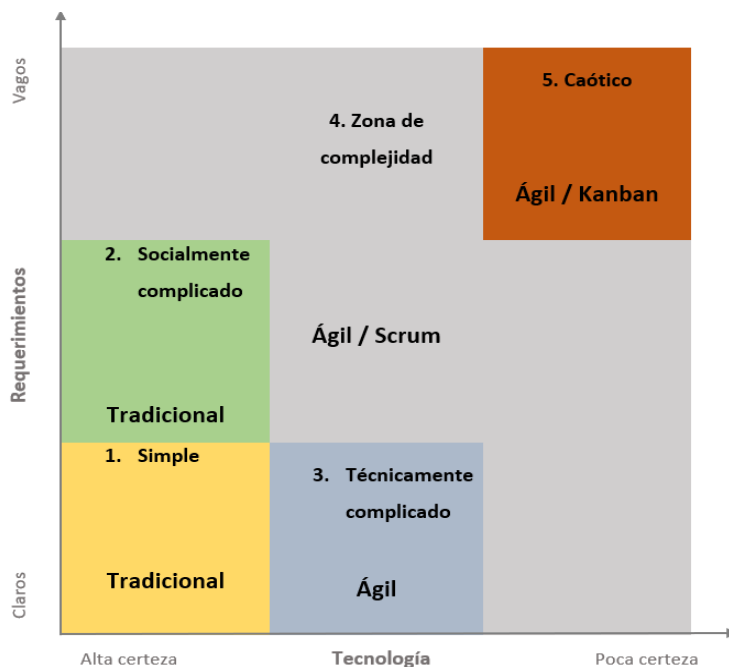 Vagos
5. Caótico
4. Zona de
complejidad
Ágil / Kanban
2. Socialmente
complicado
Requerimientos
Ágil / Scrum
Tradicional
1. Simple
3. Técnicamente
complicado
Tradicional
Ágil
Claros
Alta certeza
Tecnología
Poca certeza